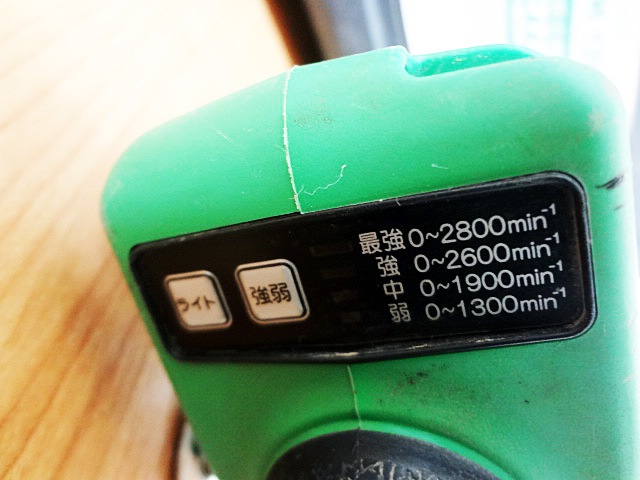 最強 0~2800min-¹
強 0~2600min-¹
中 0~1900min-¹
弱 0~1300min-¹
ライト
強弱